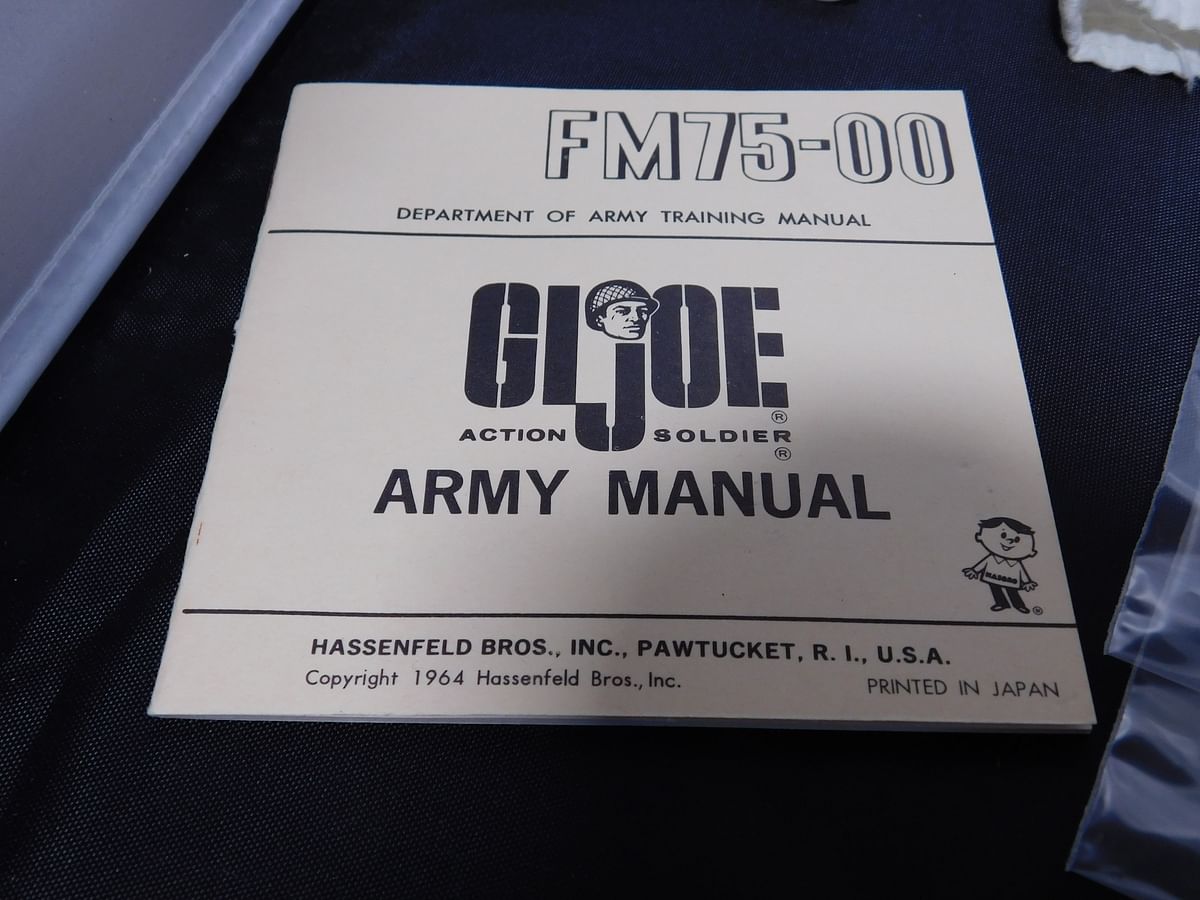 FM75-00
DEPARTMENT OF ARMY TRAINING MANUAL
GI JOE
®
ACTION SOLDIER
®
ARMY MANUAL
HASBRO
®
HASSENFELD BROS., INC., PAWTUCKET, R. I., U.S.A.
Copyright 1964 Hassenfeld Bros., Inc.
PRINTED IN JAPAN